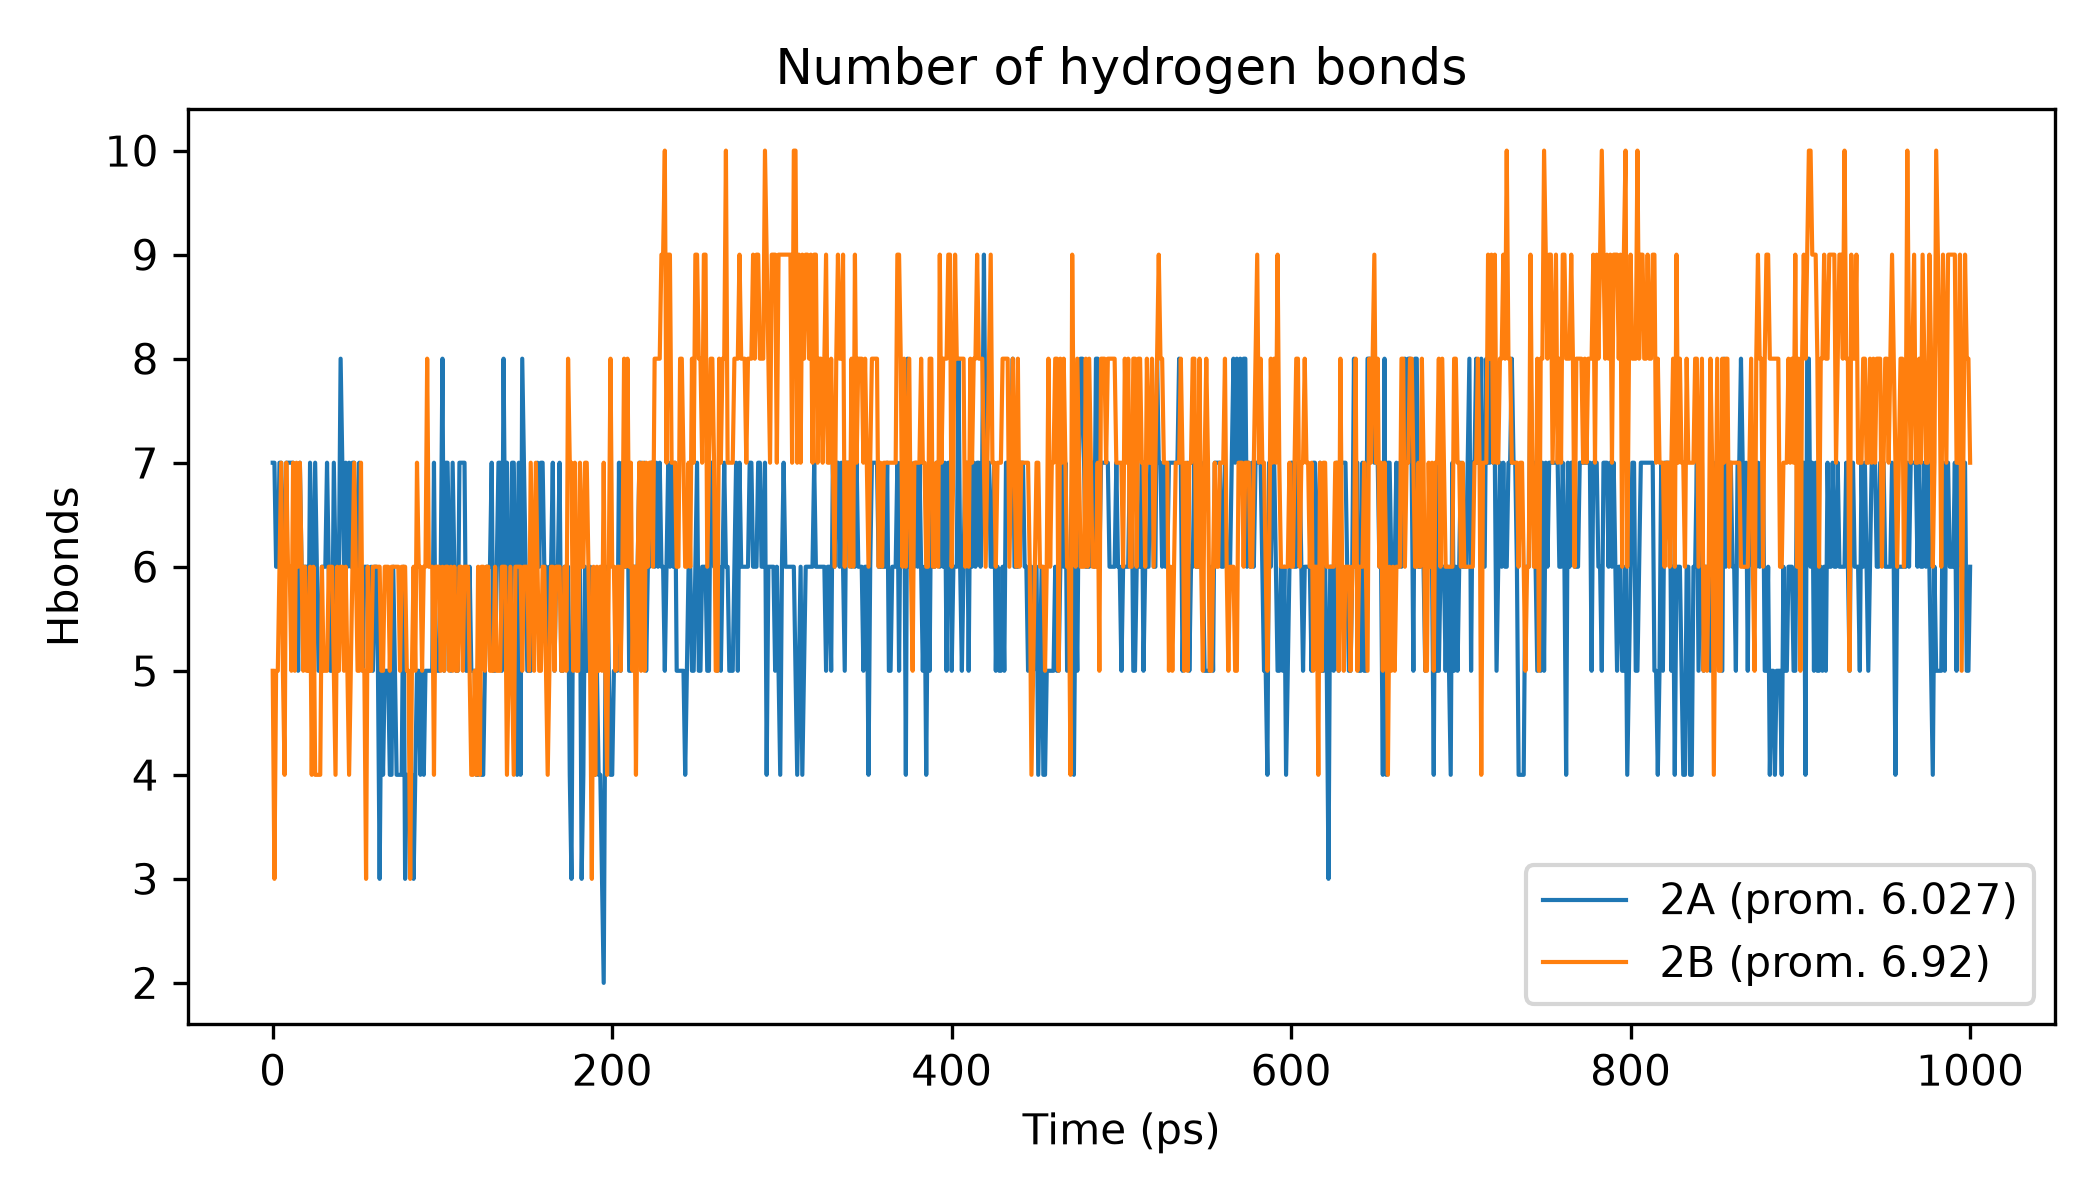 Number of hydrogen bonds
10
9
8
7
6
5
4
3
2
Hbonds
2A (prom. 6.027)
2B (prom. 6.92)
0 200 400 600 800 1000
Time (ps)